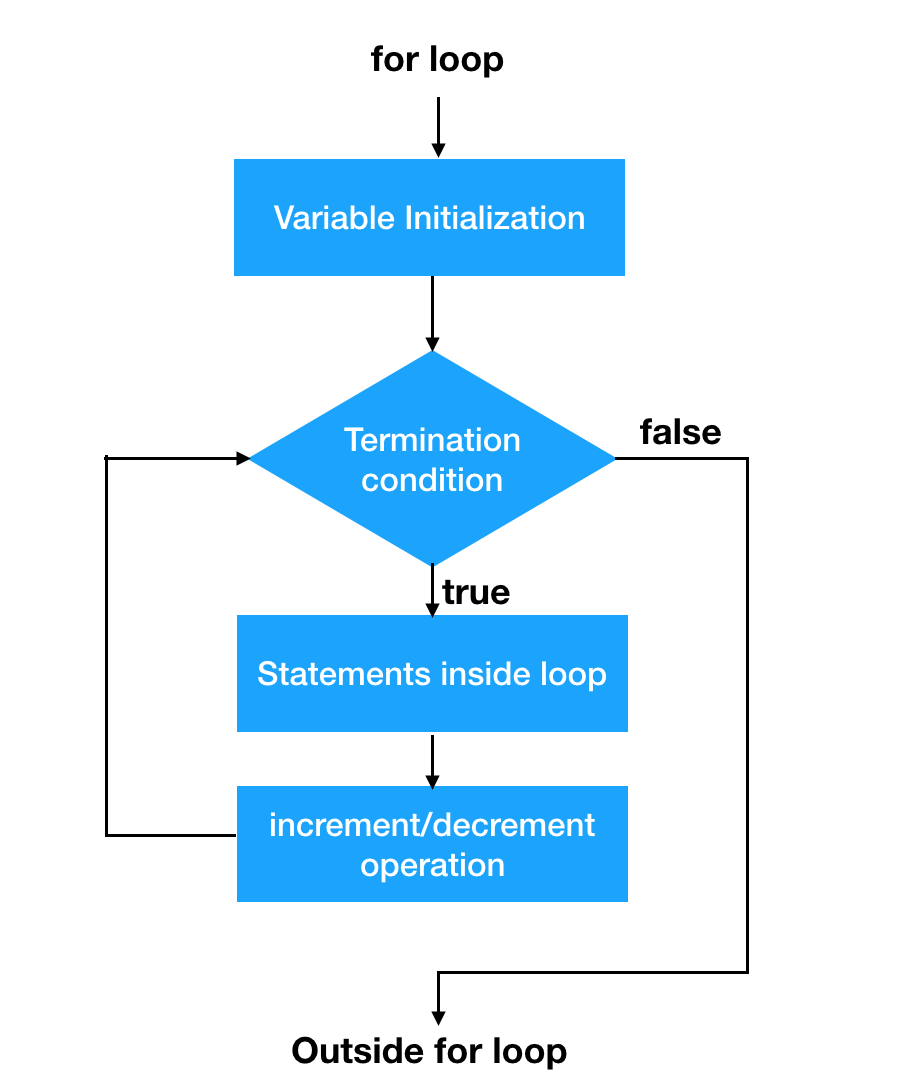 for loop
Variable Initialization
Termination
condition
false
true
Statements inside loop
increment/decrement
operation
Outside for loop